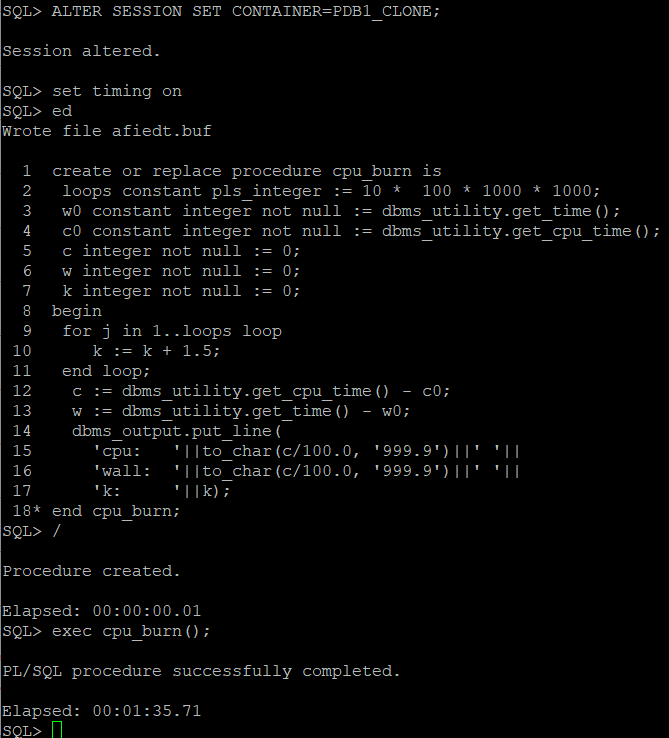 SQL> ALTER SESSION SET CONTAINER=PDB1_CLONE;
Session altered.
SQL> set timing on
SQL> ed
Wrote file afiedt.buf
  1  create or replace procedure cpu_burn is
  2   loops constant pls_integer := 10 *  100 * 1000 * 1000;
  3   w0 constant integer not null := dbms_utility.get_time();
  4   c0 constant integer not null := dbms_utility.get_cpu_time();
  5   c integer not null := 0;
  6   w integer not null := 0;
  7   k integer not null := 0;
  8  begin
  9   for j in 1..loops loop
 10      k := k + 1.5;
 11   end loop;
 12    c := dbms_utility.get_cpu_time() - c0;
 13    w := dbms_utility.get_time() - w0;
 14    dbms_output.put_line(
 15      'cpu:   '||to_char(c/100.0, '999.9')||' '||
 16      'wall:  '||to_char(c/100.0, '999.9')||' '||
 17      'k:     '||k);
 18* end cpu_burn;
SQL> /
Procedure created.
Elapsed: 00:00:00.01
SQL> exec cpu_burn();
PL/SQL procedure successfully completed.
Elapsed: 00:01:35.71
SQL>